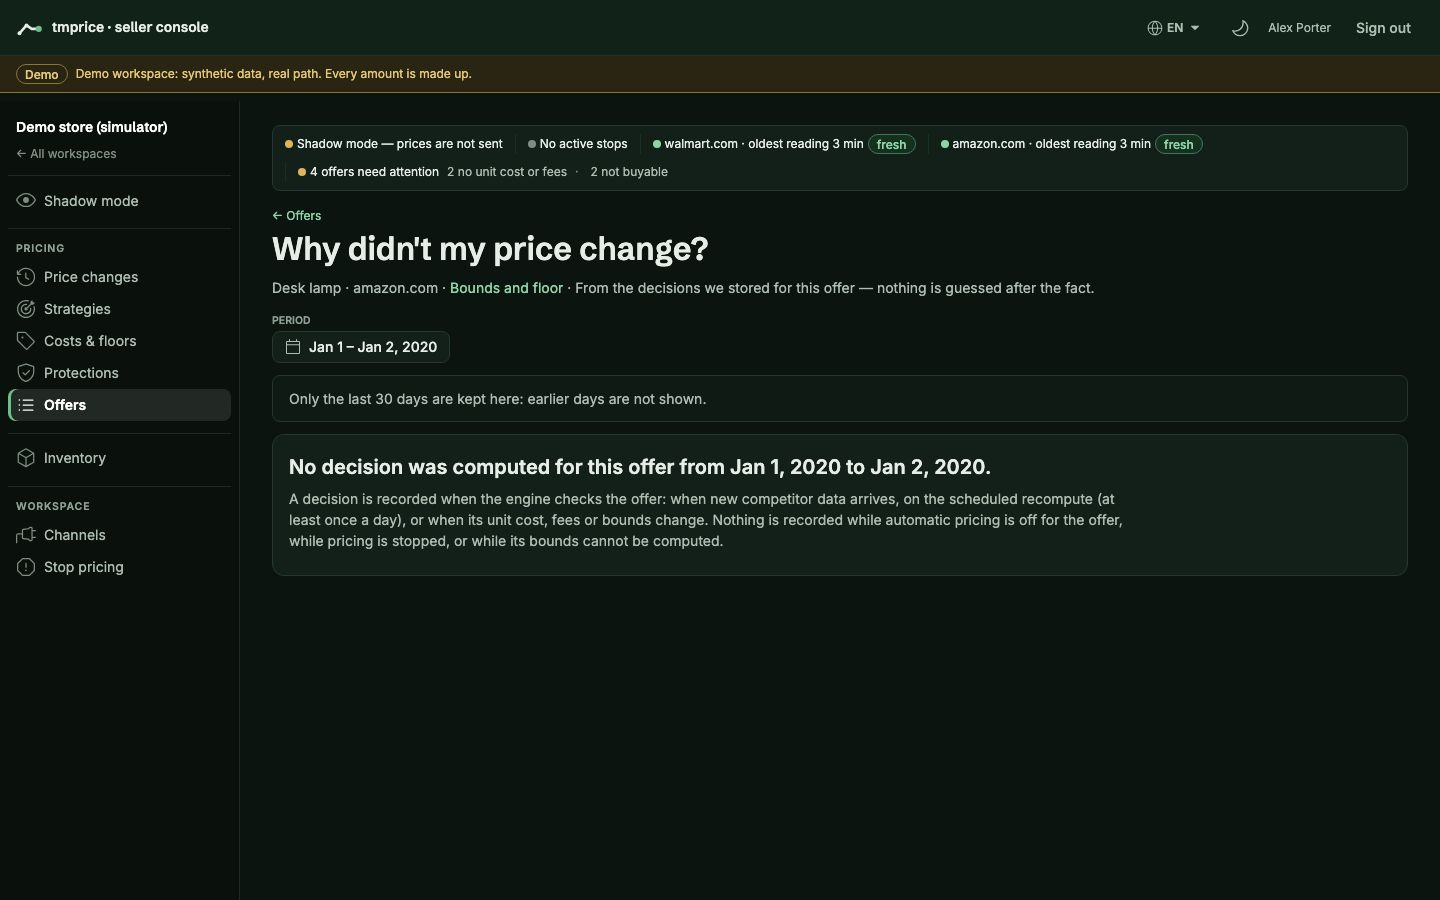 tmprice · seller console
EN
Alex Porter
Sign out
Demo
Demo workspace: synthetic data, real path. Every amount is made up.
Demo store (simulator)
← All workspaces
Shadow mode
PRICING
Price changes
Strategies
Costs & floors
Protections
Offers
Inventory
WORKSPACE
Channels
Stop pricing
Shadow mode — prices are not sent
No active stops
walmart.com · oldest reading 3 min fresh
amazon.com · oldest reading 3 min fresh
4 offers need attention 2 no unit cost or fees · 2 not buyable
← Offers
Why didn't my price change?
Desk lamp · amazon.com · Bounds and floor · From the decisions we stored for this offer — nothing is guessed after the fact.
PERIOD
Jan 1 – Jan 2, 2020
Only the last 30 days are kept here: earlier days are not shown.
No decision was computed for this offer from Jan 1, 2020 to Jan 2, 2020.
A decision is recorded when the engine checks the offer: when new competitor data arrives, on the scheduled recompute (at
least once a day), or when its unit cost, fees or bounds change. Nothing is recorded while automatic pricing is off for the offer,
while pricing is stopped, or while its bounds cannot be computed.